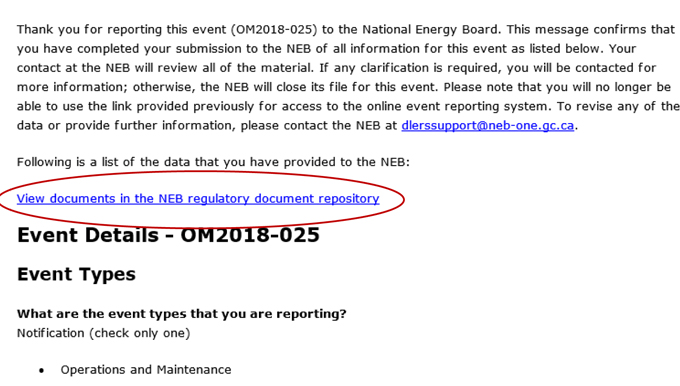 Thank you for reporting this event (OM2018-025) to the National Energy Board. This message confirms that
you have completed your submission to the NEB of all information for this event as listed below. Your
contact at the NEB will review all of the material. If any clarification is required, you will be contacted for
more information; otherwise, the NEB will close its file for this event. Please note that you will no longer be
able to use the link provided previously for access to the online event reporting system. To revise any of the
data or provide further information, please contact the NEB at dlerssupport@neb-one.gc.ca.
Following is a list of the data that you have provided to the NEB:
View documents in the NEB regulatory document repository
Event Details – OM2018-025
Event Types
What are the event types that you are reporting?
Notification (check only one)
• Operations and Maintenance